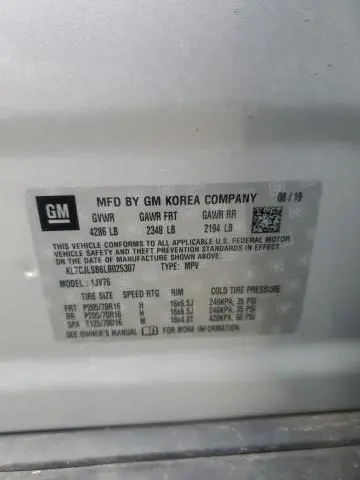 GM
MFD BY GM KOREA COMPANY 08/19
GVWR GAWR FRT GAWR RR
4286 LB 2348 LB 2194 LB
THIS VEHICLE CONFORMS TO ALL APPLICABLE U.S. FEDERAL MOTOR
VEHICLE SAFETY AND THEFT PREVENTION STANDARDS IN EFFECT
ON THE DATE OF MANUFACTURE SHOWN ABOVE.
KL7CJLSB6LB025307 TYPE: MPV
MODEL: 1JV76
TIRE SIZE SPEED RTG RIM COLD TIRE PRESSURE
FRT P205/70R16 H 16x6.5J 240KPA, 35 PSI
RR P205/70R16 H 16x6.5J 240KPA, 35 PSI
SPA T125/70D16 M 16x4.0T 420KPA, 60 PSI
SEE OWNER'S MANUAL FOR MORE INFORMATION